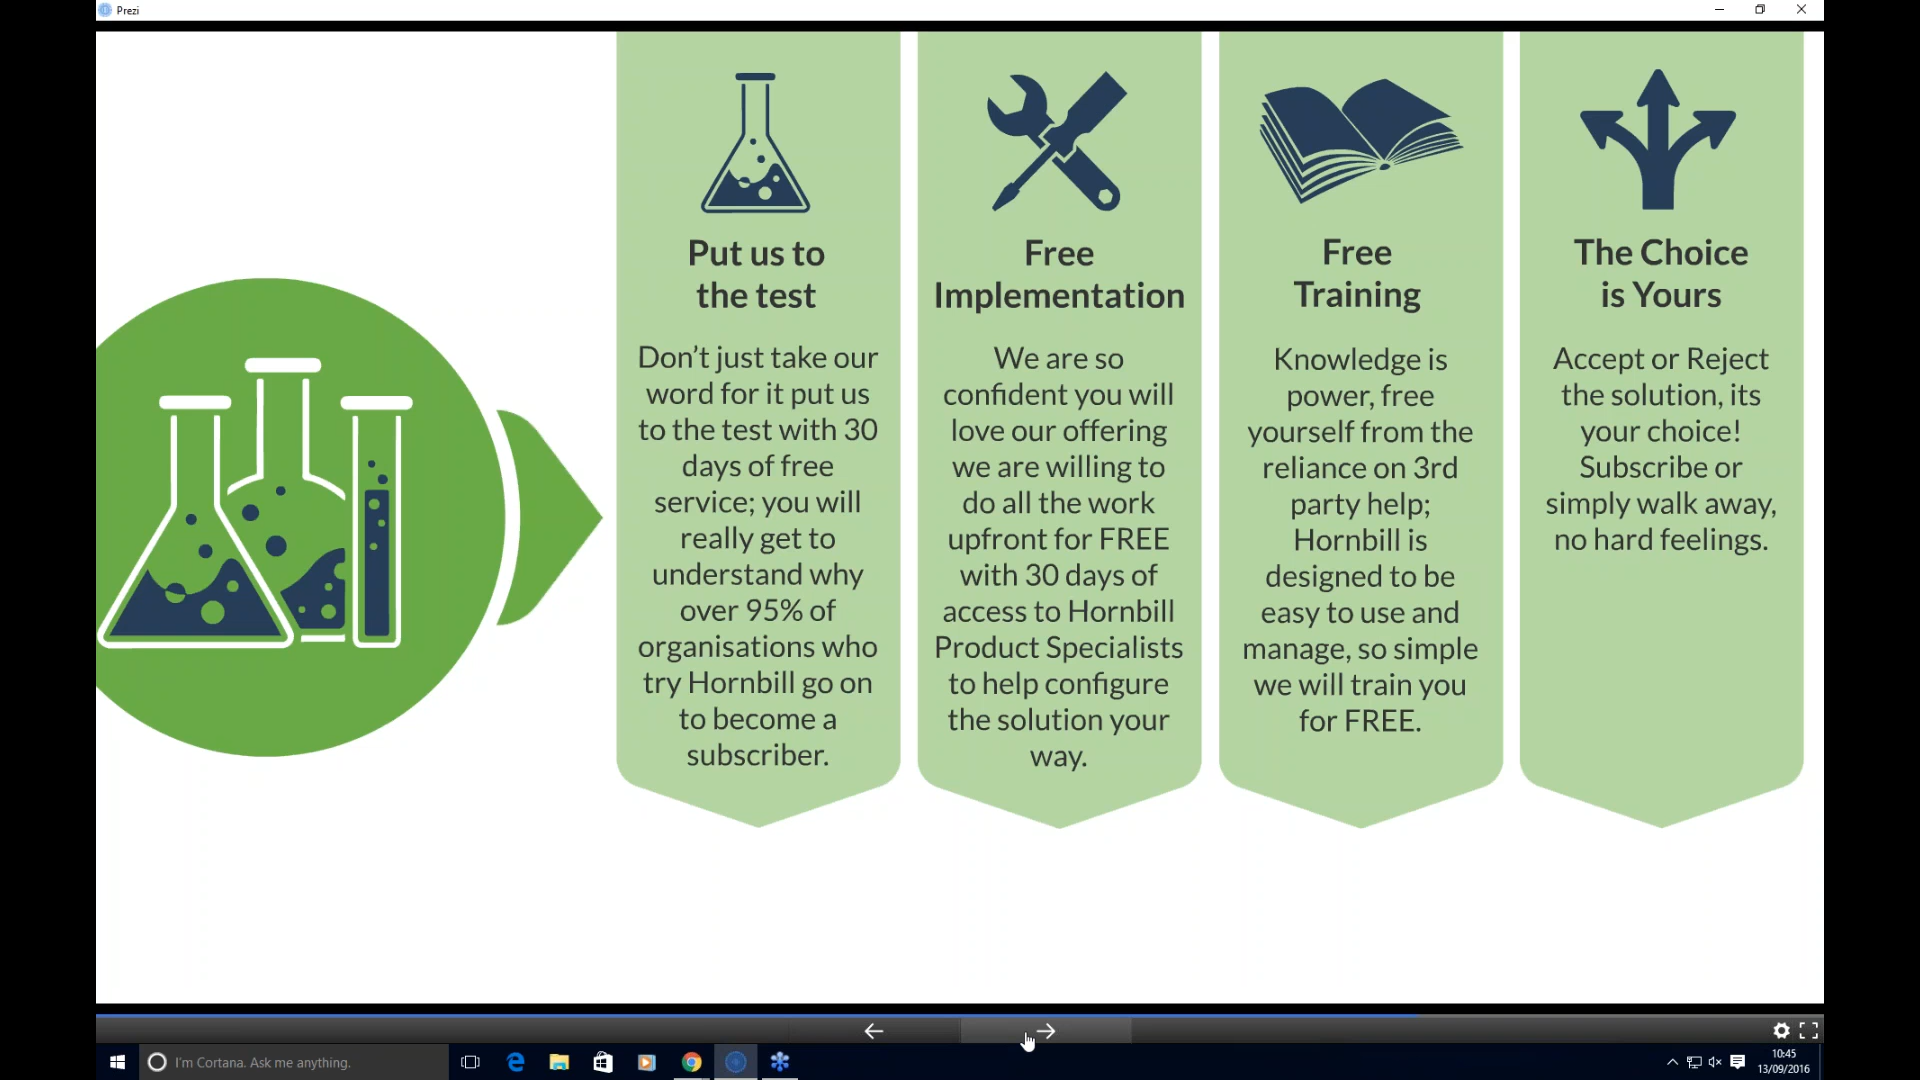 Prezi
Put us to
the test
Don't just take our
word for it put us
to the test with 30
days of free
service; you will
really get to
understand why
over 95% of
organisations who
try Hornbill go on
to become a
subscriber.
Free
Implementation
We are so
confident you will
love our offering
we are willing to
do all the work
upfront for FREE
with 30 days of
access to Hornbill
Product Specialists
to help configure
the solution your
way.
Free
Training
Knowledge is
power, free
yourself from the
reliance on 3rd
party help;
Hornbill is
designed to be
easy to use and
manage, so simple
we will train you
for FREE.
The Choice
is Yours
Accept or Reject
the solution, its
your choice!
Subscribe or
simply walk away,
no hard feelings.
I'm Cortana. Ask me anything.
10:45
13/09/2016